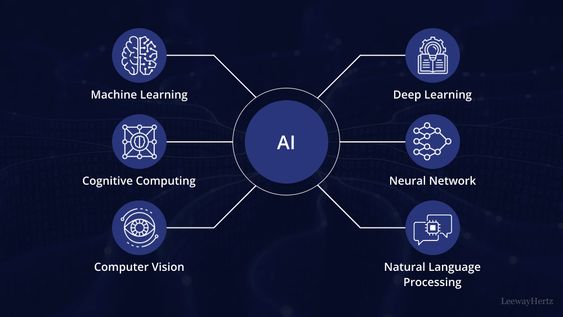 Machine Learning
Deep Learning
AI
Cognitive Computing
Neural Network
Computer Vision
Natural Language
Processing
LeewayHertz